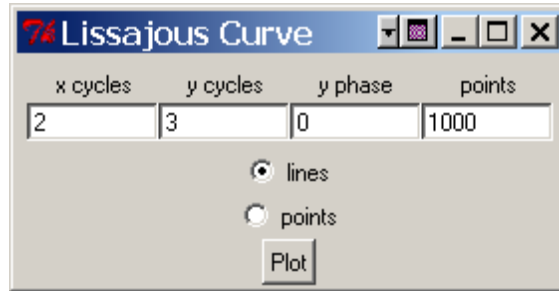 Lissajous Curve
x cycles y cycles y phase points
2 3 0 1000
lines
points
Plot